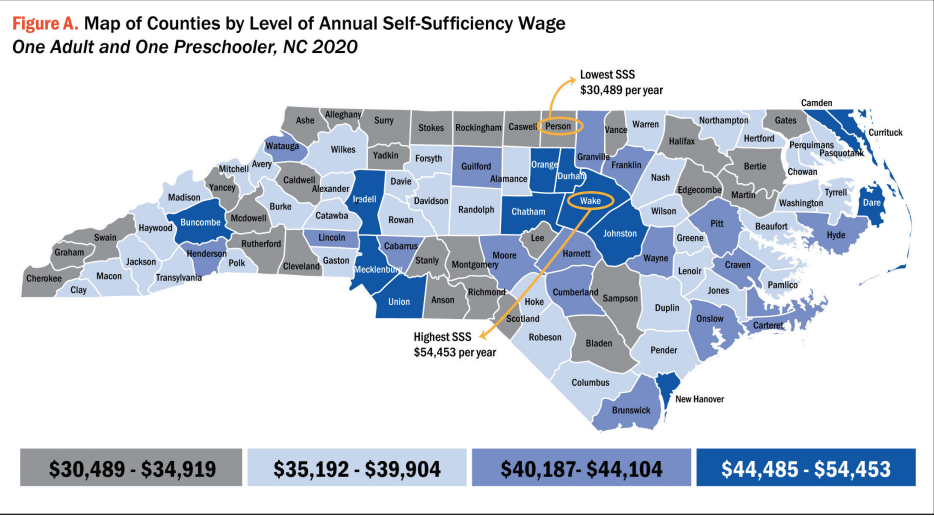 Figure A. Map of Counties by Level of Annual Self-Sufficiency Wage
One Adult and One Preschooler, NC 2020
Lowest SSS
$30,489 per year
Camden
Currituck
Pasquotank
Perquimans
Chowan
Ashe
Alleghany
Surry
Stokes
Rockingham
Caswell
Person
Vance
Warren
Northampton
Gates
Hertford
Halifax
Watauga
Wilkes
Yadkin
Forsyth
Guilford
Alamance
Orange
Durham
Granville
Franklin
Nash
Bertie
Edgecombe
Martin
Washington
Tyrrell
Dare
Avery
Mitchell
Yancey
Caldwell
Alexander
Iredell
Davie
Davidson
Randolph
Chatham
Wake
Wilson
Madison
Buncombe
Mcdowell
Burke
Catawba
Rowan
Johnston
Greene
Pitt
Beaufort
Hyde
Haywood
Swain
Graham
Cherokee
Jackson
Macon
Clay
Transylvania
Henderson
Polk
Rutherford
Cleveland
Lincoln
Gaston
Mecklenburg
Cabarrus
Stanly
Montgomery
Moore
Lee
Harnett
Wayne
Lenoir
Craven
Pamlico
Jones
Carteret
Onslow
Duplin
Sampson
Cumberland
Hoke
Richmond
Scotland
Anson
Union
Robeson
Bladen
Pender
Columbus
Brunswick
New Hanover
Highest SSS
$54,453 per year
$30,489 - $34,919
$35,192 - $39,904
$40,187- $44,104
$44,485 - $54,453